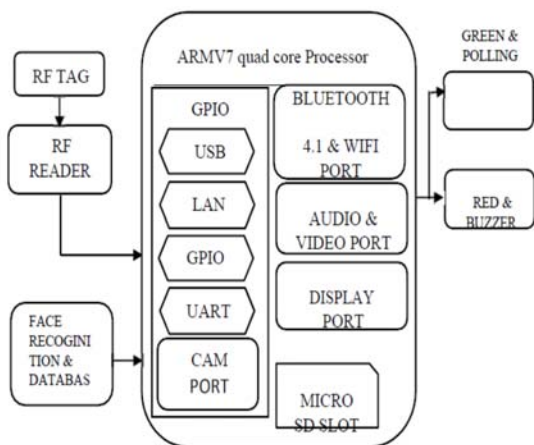 RF TAG
RF
READER
FACE
RECOGINI
TION &
DATABAS
ARMV7 quad core Processor
GPIO
USB
LAN
GPIO
UART
CAM
PORT
BLUETOOTH
4.1 & WIFI
PORT
AUDIO &
VIDEO PORT
DISPLAY
PORT
MICRO
SD SLOT
GREEN &
POLLING
RED &
BUZZER